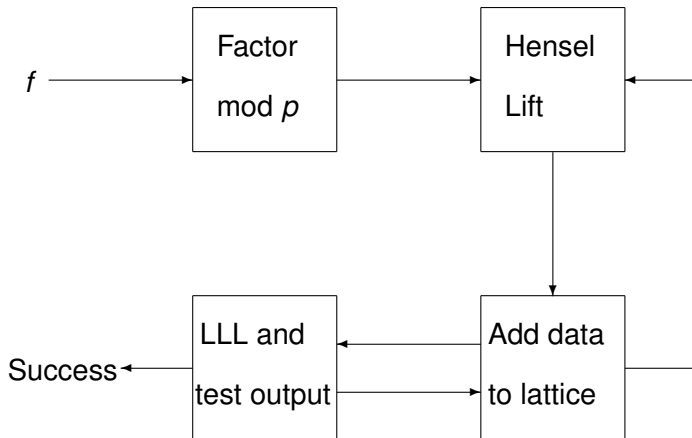 f
Factor
mod p
Hensel
Lift
Success
LLL and
test output
Add data
to lattice